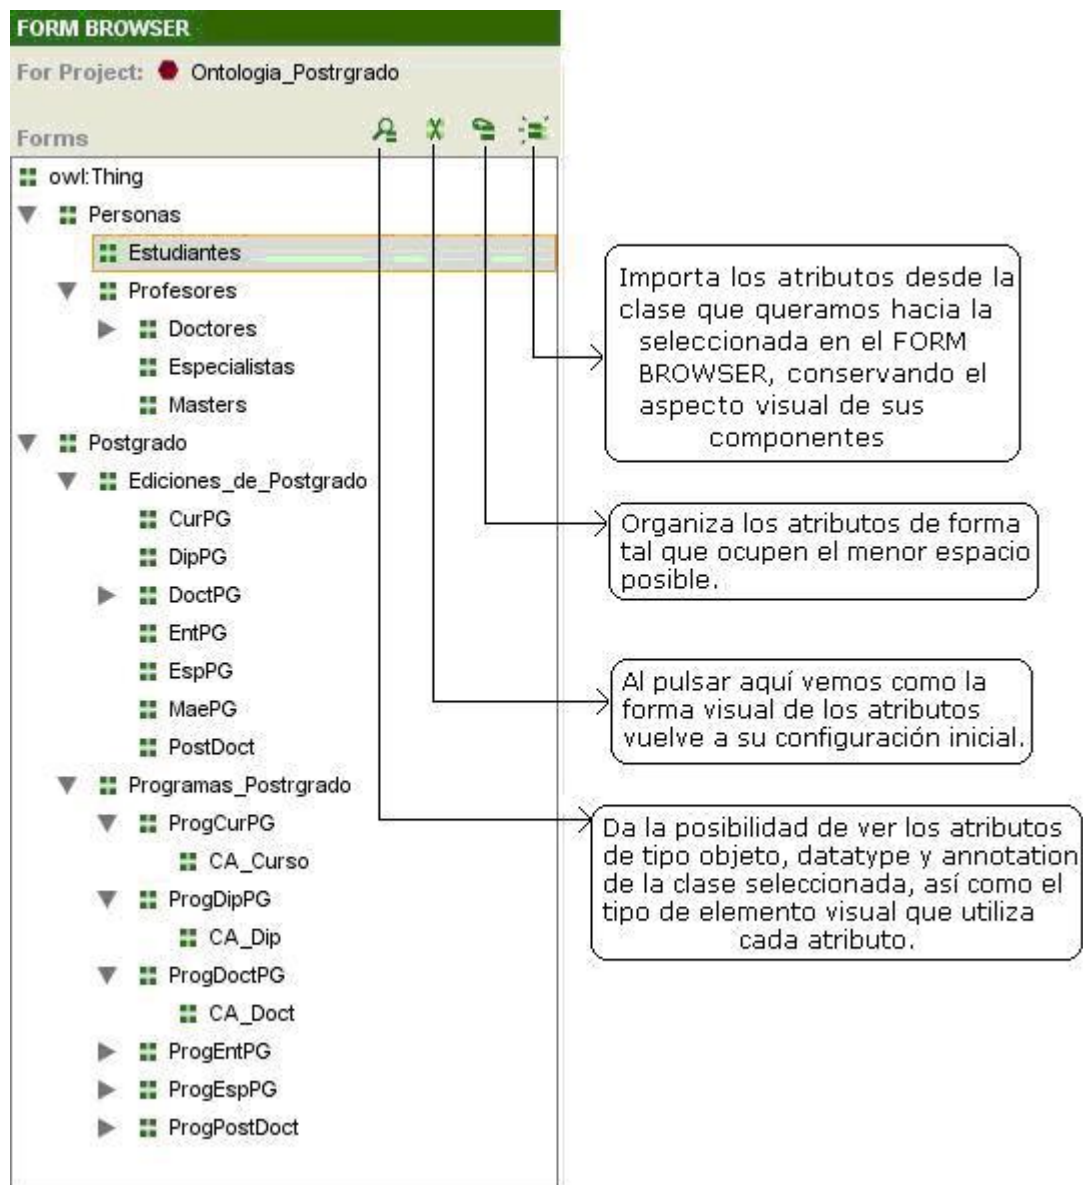 FORM BROWSER
For Project: Ontologia_Postrgrado
Forms
owl:Thing
Personas
Estudiantes
Profesores
Doctores
Especialistas
Masters
Postgrado
Ediciones_de_Postgrado
CurPG
DipPG
DoctPG
EntPG
EspPG
MaePG
PostDoct
Programas_Postrgrado
ProgCurPG
CA_Curso
ProgDipPG
CA_Dip
ProgDoctPG
CA_Doct
ProgEntPG
ProgEspPG
ProgPostDoct
Importa los atributos desde la
clase que queramos hacia la
seleccionada en el FORM
BROWSER, conservando el
aspecto visual de sus
componentes
Organiza los atributos de forma
tal que ocupen el menor espacio
posible.
Al pulsar aquí vemos como la
forma visual de los atributos
vuelve a su configuración inicial.
Da la posibilidad de ver los atributos
de tipo objeto, datatype y annotation
de la clase seleccionada, así como el
tipo de elemento visual que utiliza
cada atributo.